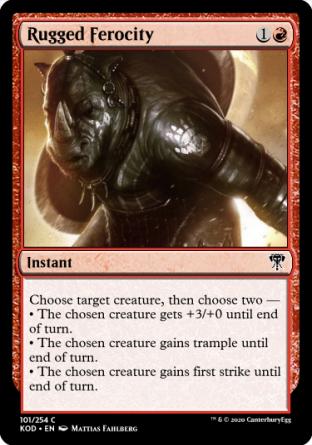 Rugged Ferocity 1
Instant
Choose target creature, then choose two —
• The chosen creature gets +3/+0 until end
of turn.
• The chosen creature gains trample until
end of turn.
• The chosen creature gains first strike until
end of turn.
101/254 C
KOD • EN Mattias Fahlberg
™ & © 2020 CanterburyEgg